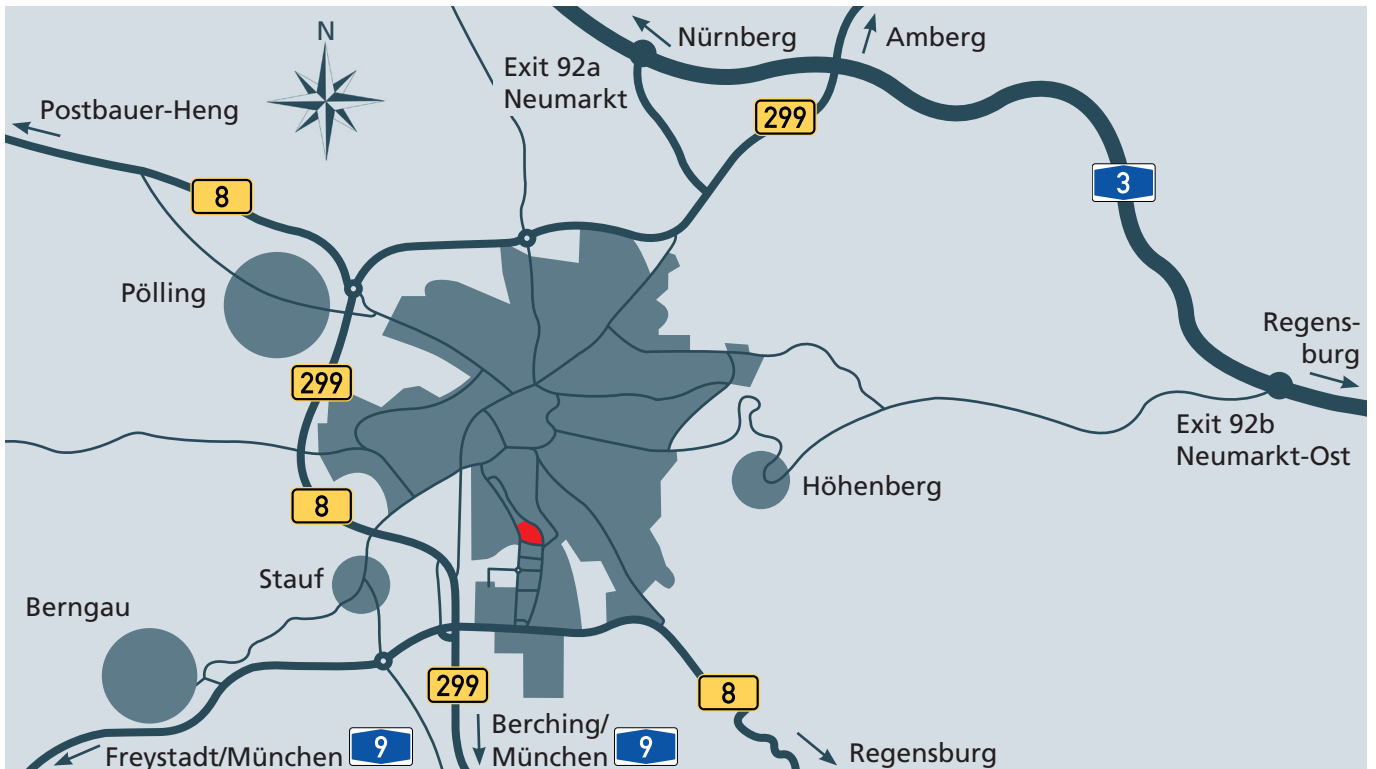 N
Nürnberg
Amberg
Exit 92a
Neumarkt
Postbauer-Heng
299
8
3
Pölling
Regens-
burg
299
Exit 92b
Neumarkt-Ost
Höhenberg
8
Stauf
Berngau
299
8
Berching/
München 9
Freystadt/München 9
Regensburg